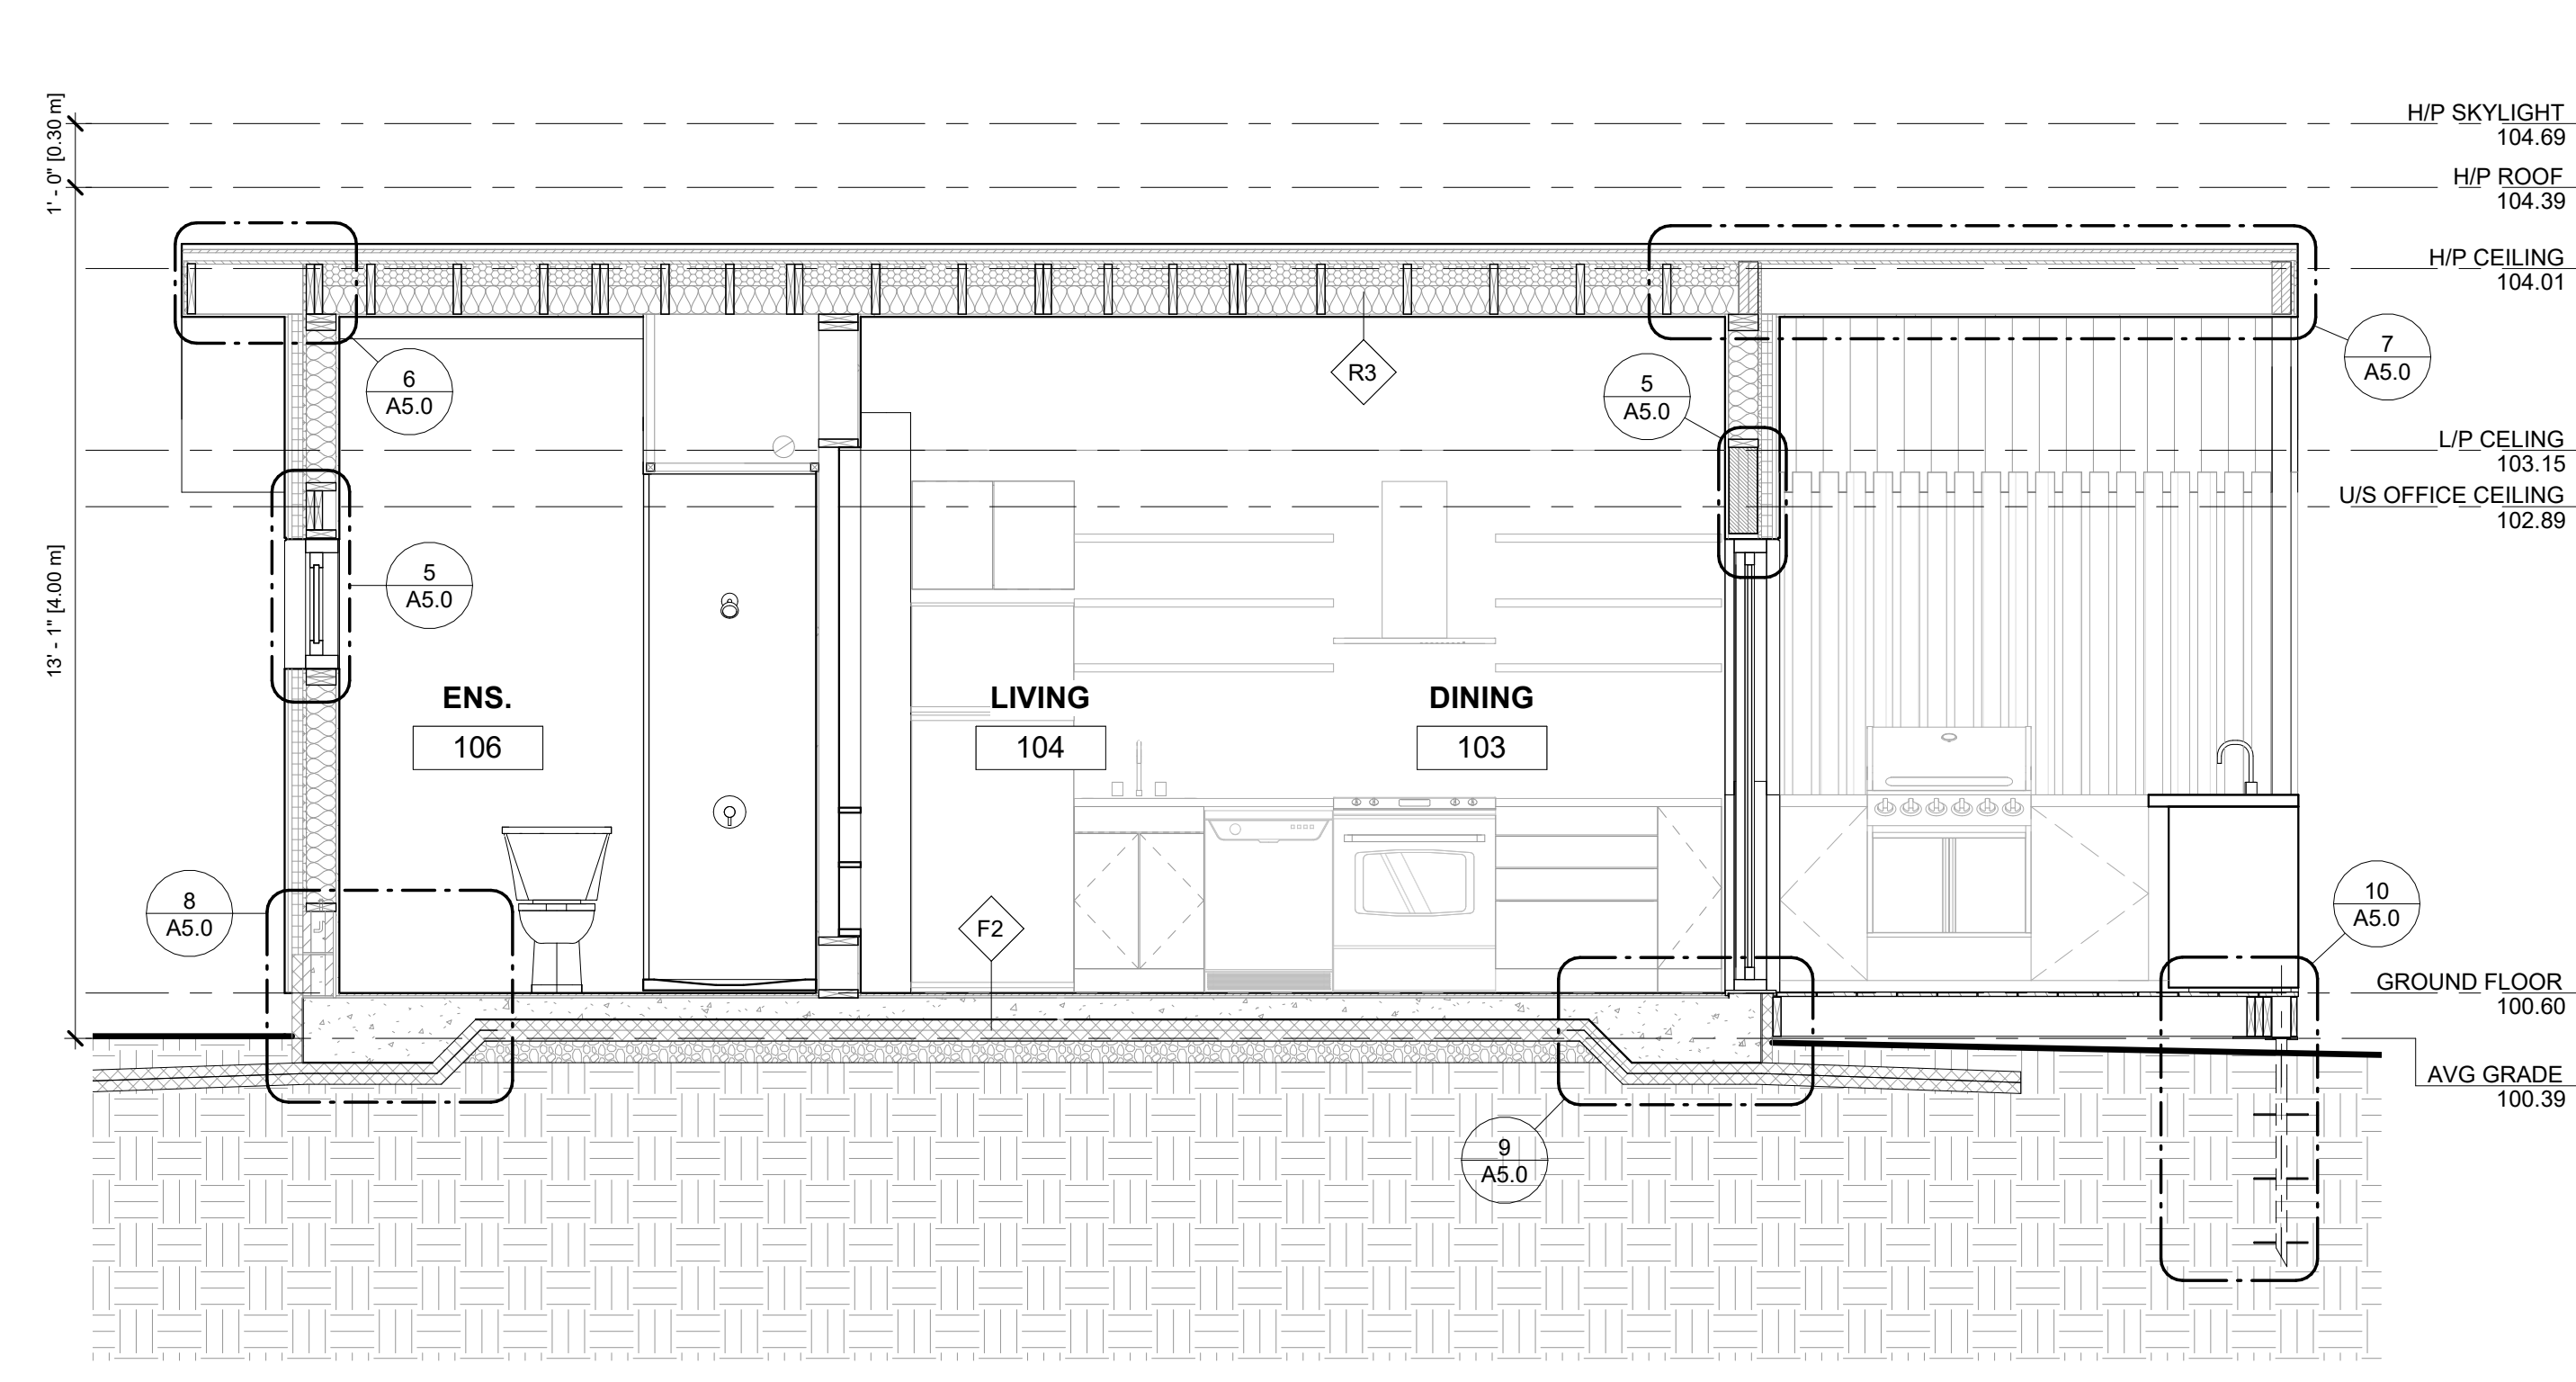 H/P SKYLIGHT
104.69
1' - 0" [0.30 m]
H/P ROOF
104.39
H/P CEILING
104.01
7
A5.0
R3
6
A5.0
5
A5.0
L/P CELING
103.15
U/S OFFICE CEILING
102.89
5
A5.0
13' - 1" [4.00 m]
ENS.
106
LIVING
104
DINING
103
8
A5.0
F2
10
A5.0
GROUND FLOOR
100.60
AVG GRADE
100.39
9
A5.0